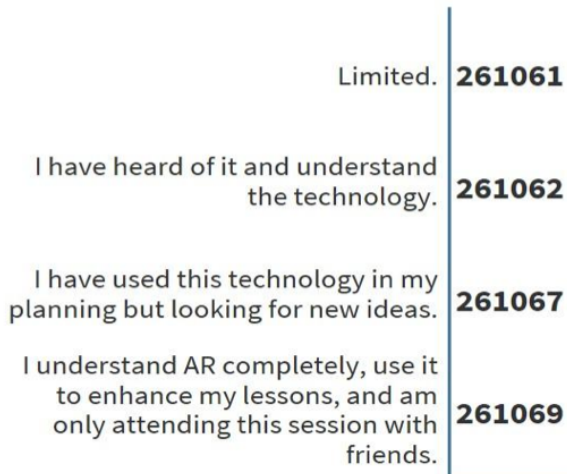 Limited. 261061
I have heard of it and understand
the technology. 261062
I have used this technology in my
planning but looking for new ideas. 261067
I understand AR completely, use it
to enhance my lessons, and am
only attending this session with
friends. 261069